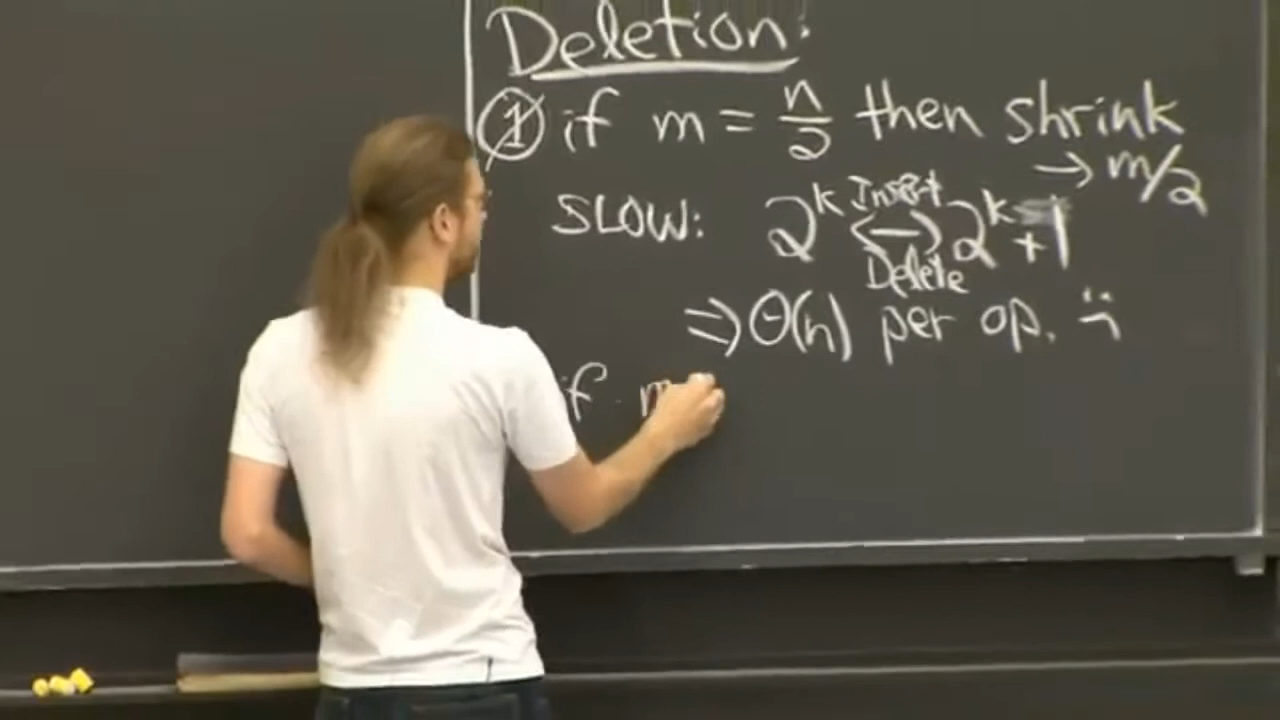 Deletion:
① if m = n/2 then shrink
→ m/2
SLOW: 2^k Insert ⟷ Delete 2^k+1
⇒ Θ(n) per op. :(
if m